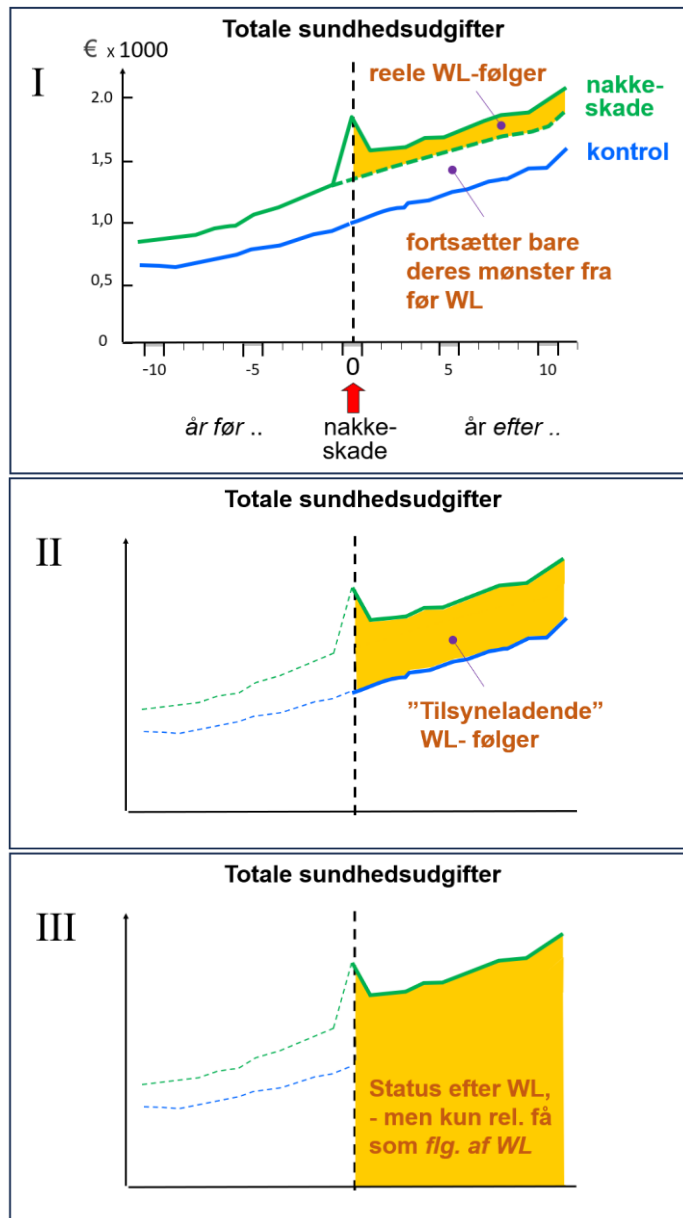 Totale sundhedsudgifter
€ x 1000
I
reele WL-følger
nakke-
skade
kontrol
2.0
1,5
1,0
0,5
0
fortsætter bare
deres mønster fra
før WL
-10
-5
0
5
10
år før ..
nakke-
skade
år efter ..
Totale sundhedsudgifter
II
”Tilsyneladende”
WL- følger
Totale sundhedsudgifter
III
Status efter WL,
- men kun rel. få
som flg. af WL